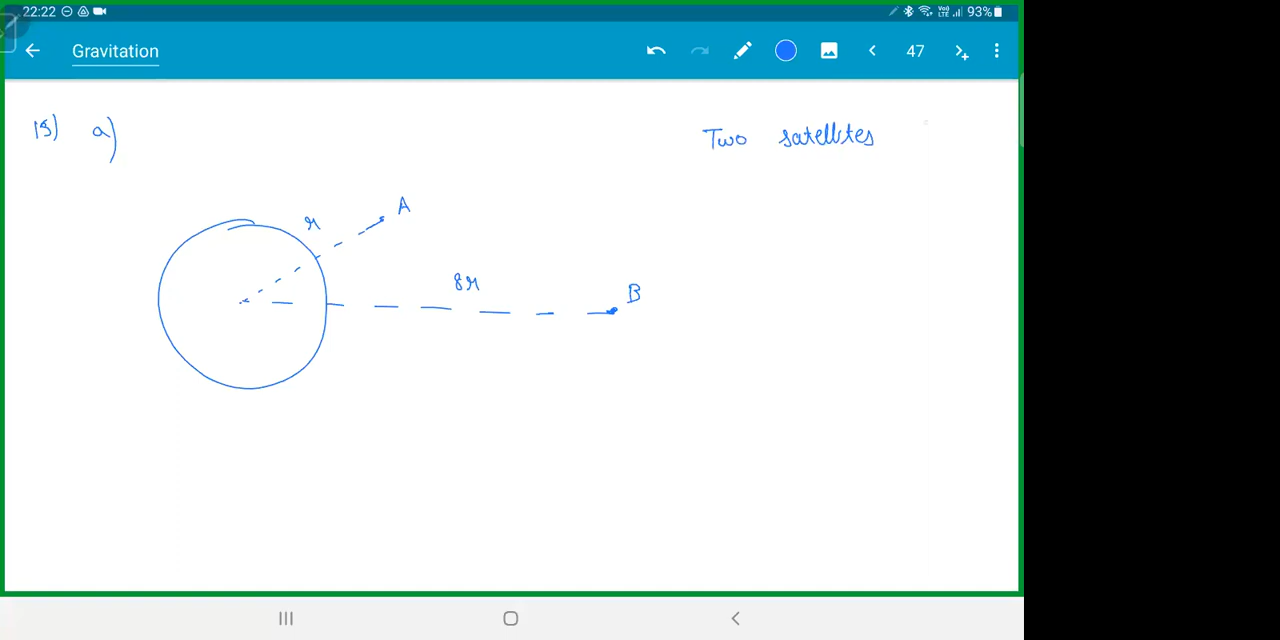 22:22 93%
Gravitation 47
15) a) Two satellites
r A
8r B